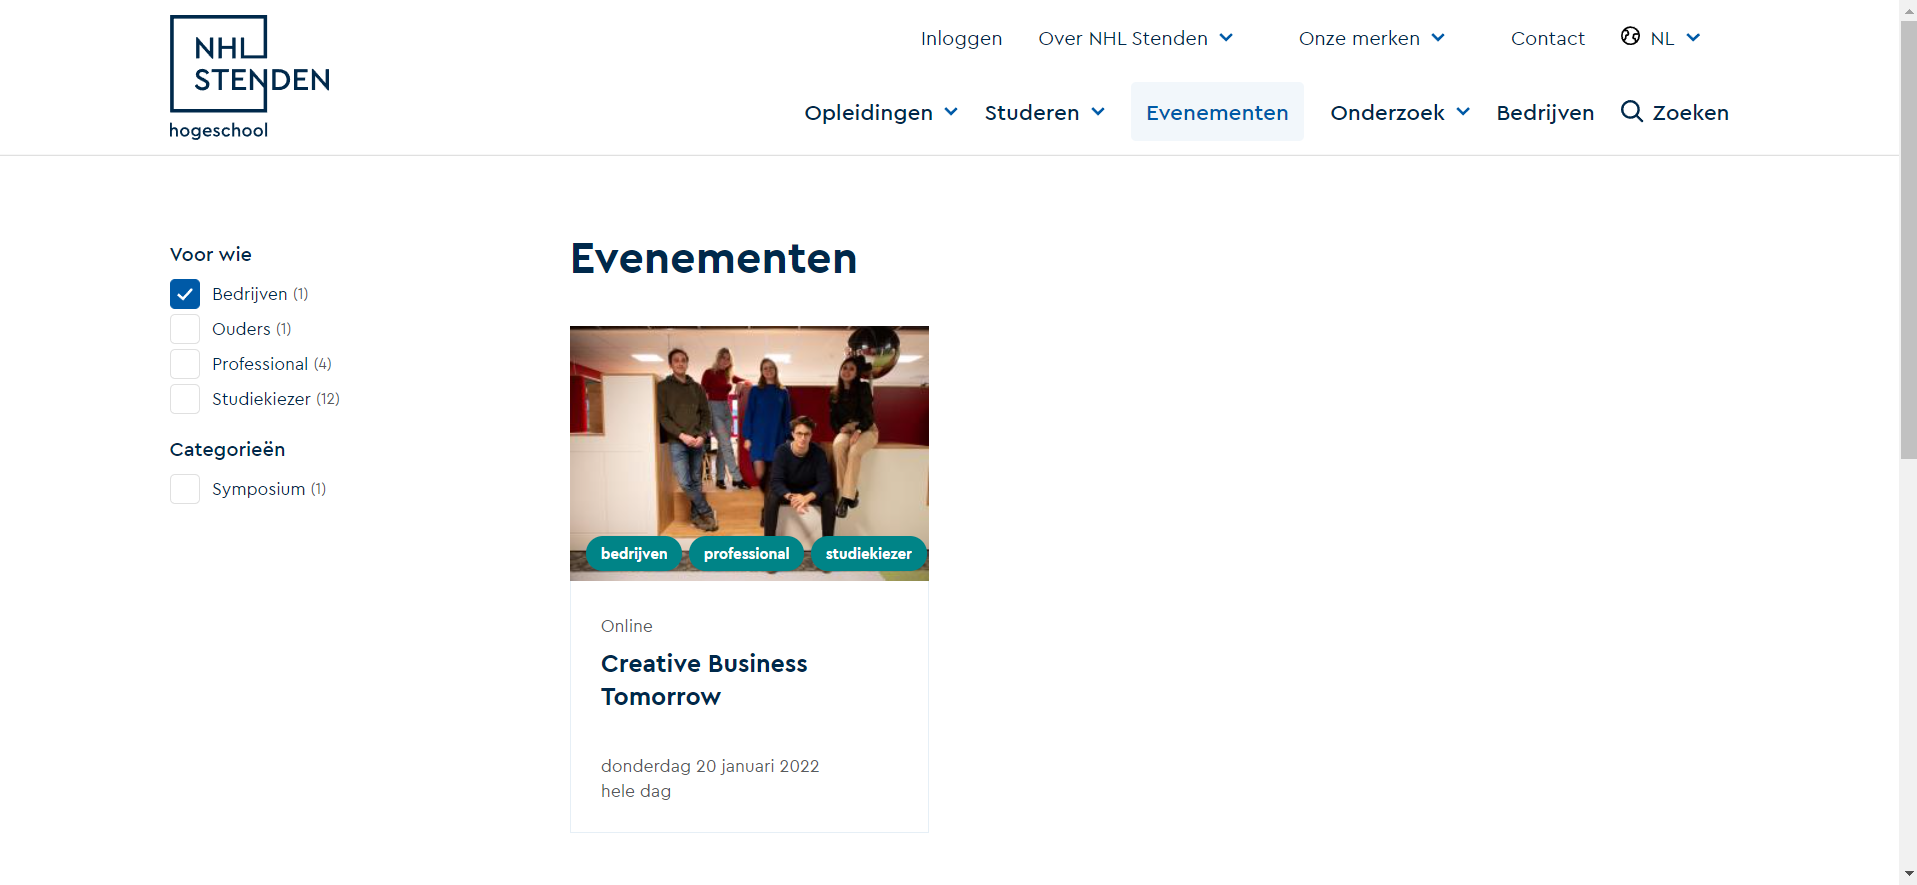 NHL
STENDEN
hogeschool
Inloggen Over NHL Stenden Onze merken Contact NL
Opleidingen Studeren Evenementen Onderzoek Bedrijven Zoeken
Voor wie
Bedrijven (1)
Ouders (1)
Professional (4)
Studiekiezer (12)
Categorieën
Symposium (1)
Evenementen
bedrijven professional studiekiezer
Online
Creative Business
Tomorrow
donderdag 20 januari 2022
hele dag